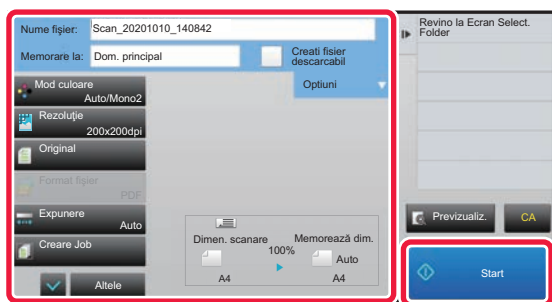 Nume fişier: Scan_20201010_140842
Memorare la: Dom. principal
Creati fisier
descarcabil
Mod culoare
Auto/Mono2
Optiuni
Rezoluţie
200x200dpi
Original
Format fişier
PDF
Expunere
Auto
Creare Job
Altele
Dimen. scanare
100%
Memorează dim.
Auto
A4
A4
Revino la Ecran Select.
Folder
Previzualiz.
CA
Start